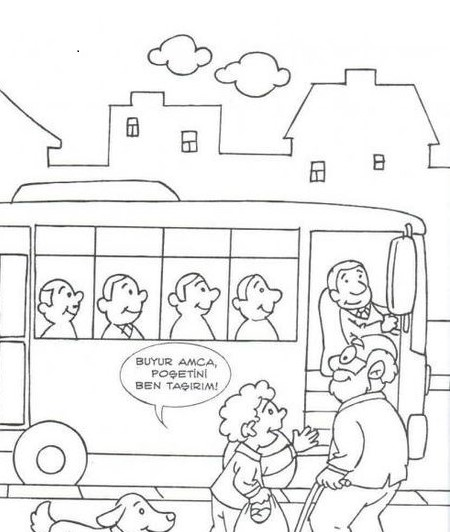 BUYUR AMCA,
POŞETİNİ
BEN TAŞIRIM!